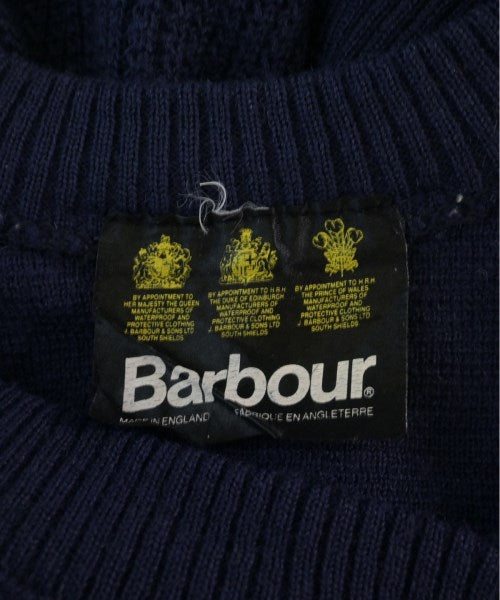 BY APPOINTMENT TO
HER MAJESTY THE QUEEN
MANUFACTURERS OF
WATERPROOF AND
PROTECTIVE CLOTHING
J. BARBOUR & SONS LTD
SOUTH SHIELDS
BY APPOINTMENT TO H.R.H.
THE DUKE OF EDINBURGH
MANUFACTURERS OF
WATERPROOF AND
PROTECTIVE CLOTHING
J. BARBOUR & SONS LTD
SOUTH SHIELDS
BY APPOINTMENT TO H.R.H.
THE PRINCE OF WALES
MANUFACTURERS OF
WATERPROOF AND
PROTECTIVE CLOTHING
J. BARBOUR & SONS LTD
SOUTH SHIELDS
Barbour®
MADE IN ENGLAND FABRIQUE EN ANGLETERRE